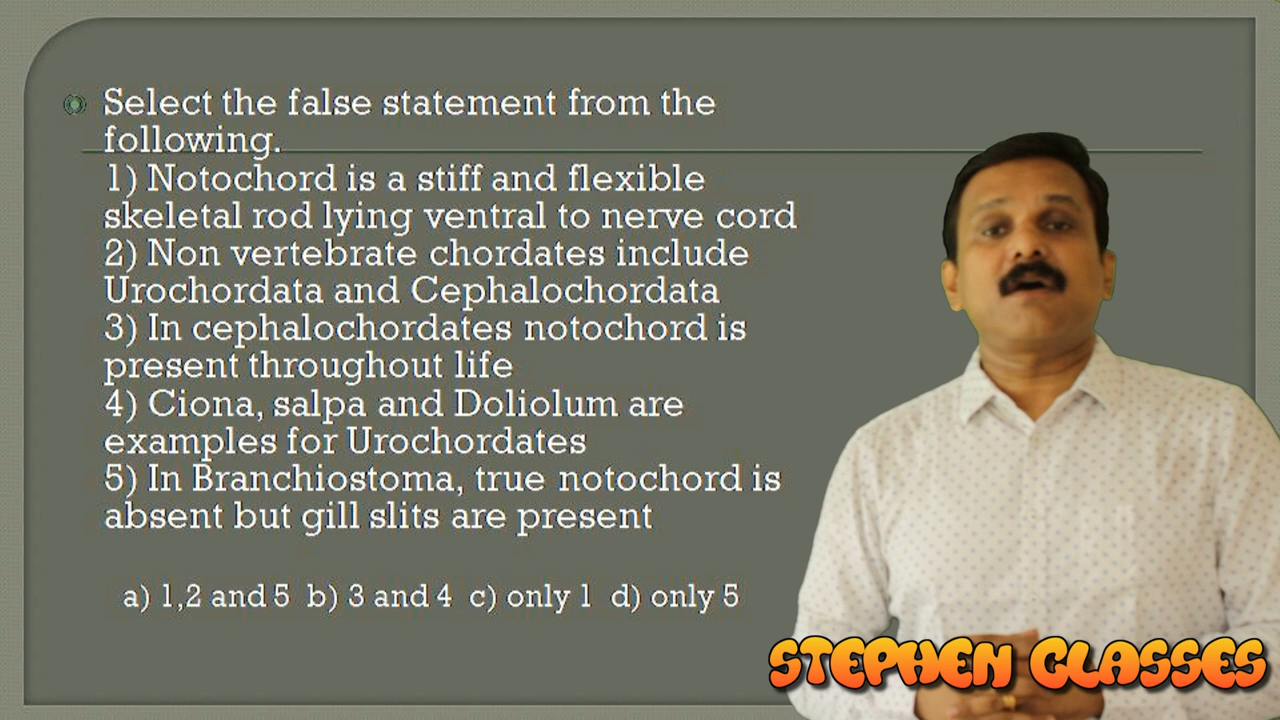 Select the false statement from the
following.
1) Notochord is a stiff and flexible
skeletal rod lying ventral to nerve cord
2) Non vertebrate chordates include
Urochordata and Cephalochordata
3) In cephalochordates notochord is
present throughout life
4) Ciona, salpa and Doliolum are
examples for Urochordates
5) In Branchiostoma, true notochord is
absent but gill slits are present
a) 1,2 and 5 b) 3 and 4 c) only 1 d) only 5
STEPHEN CLASSES